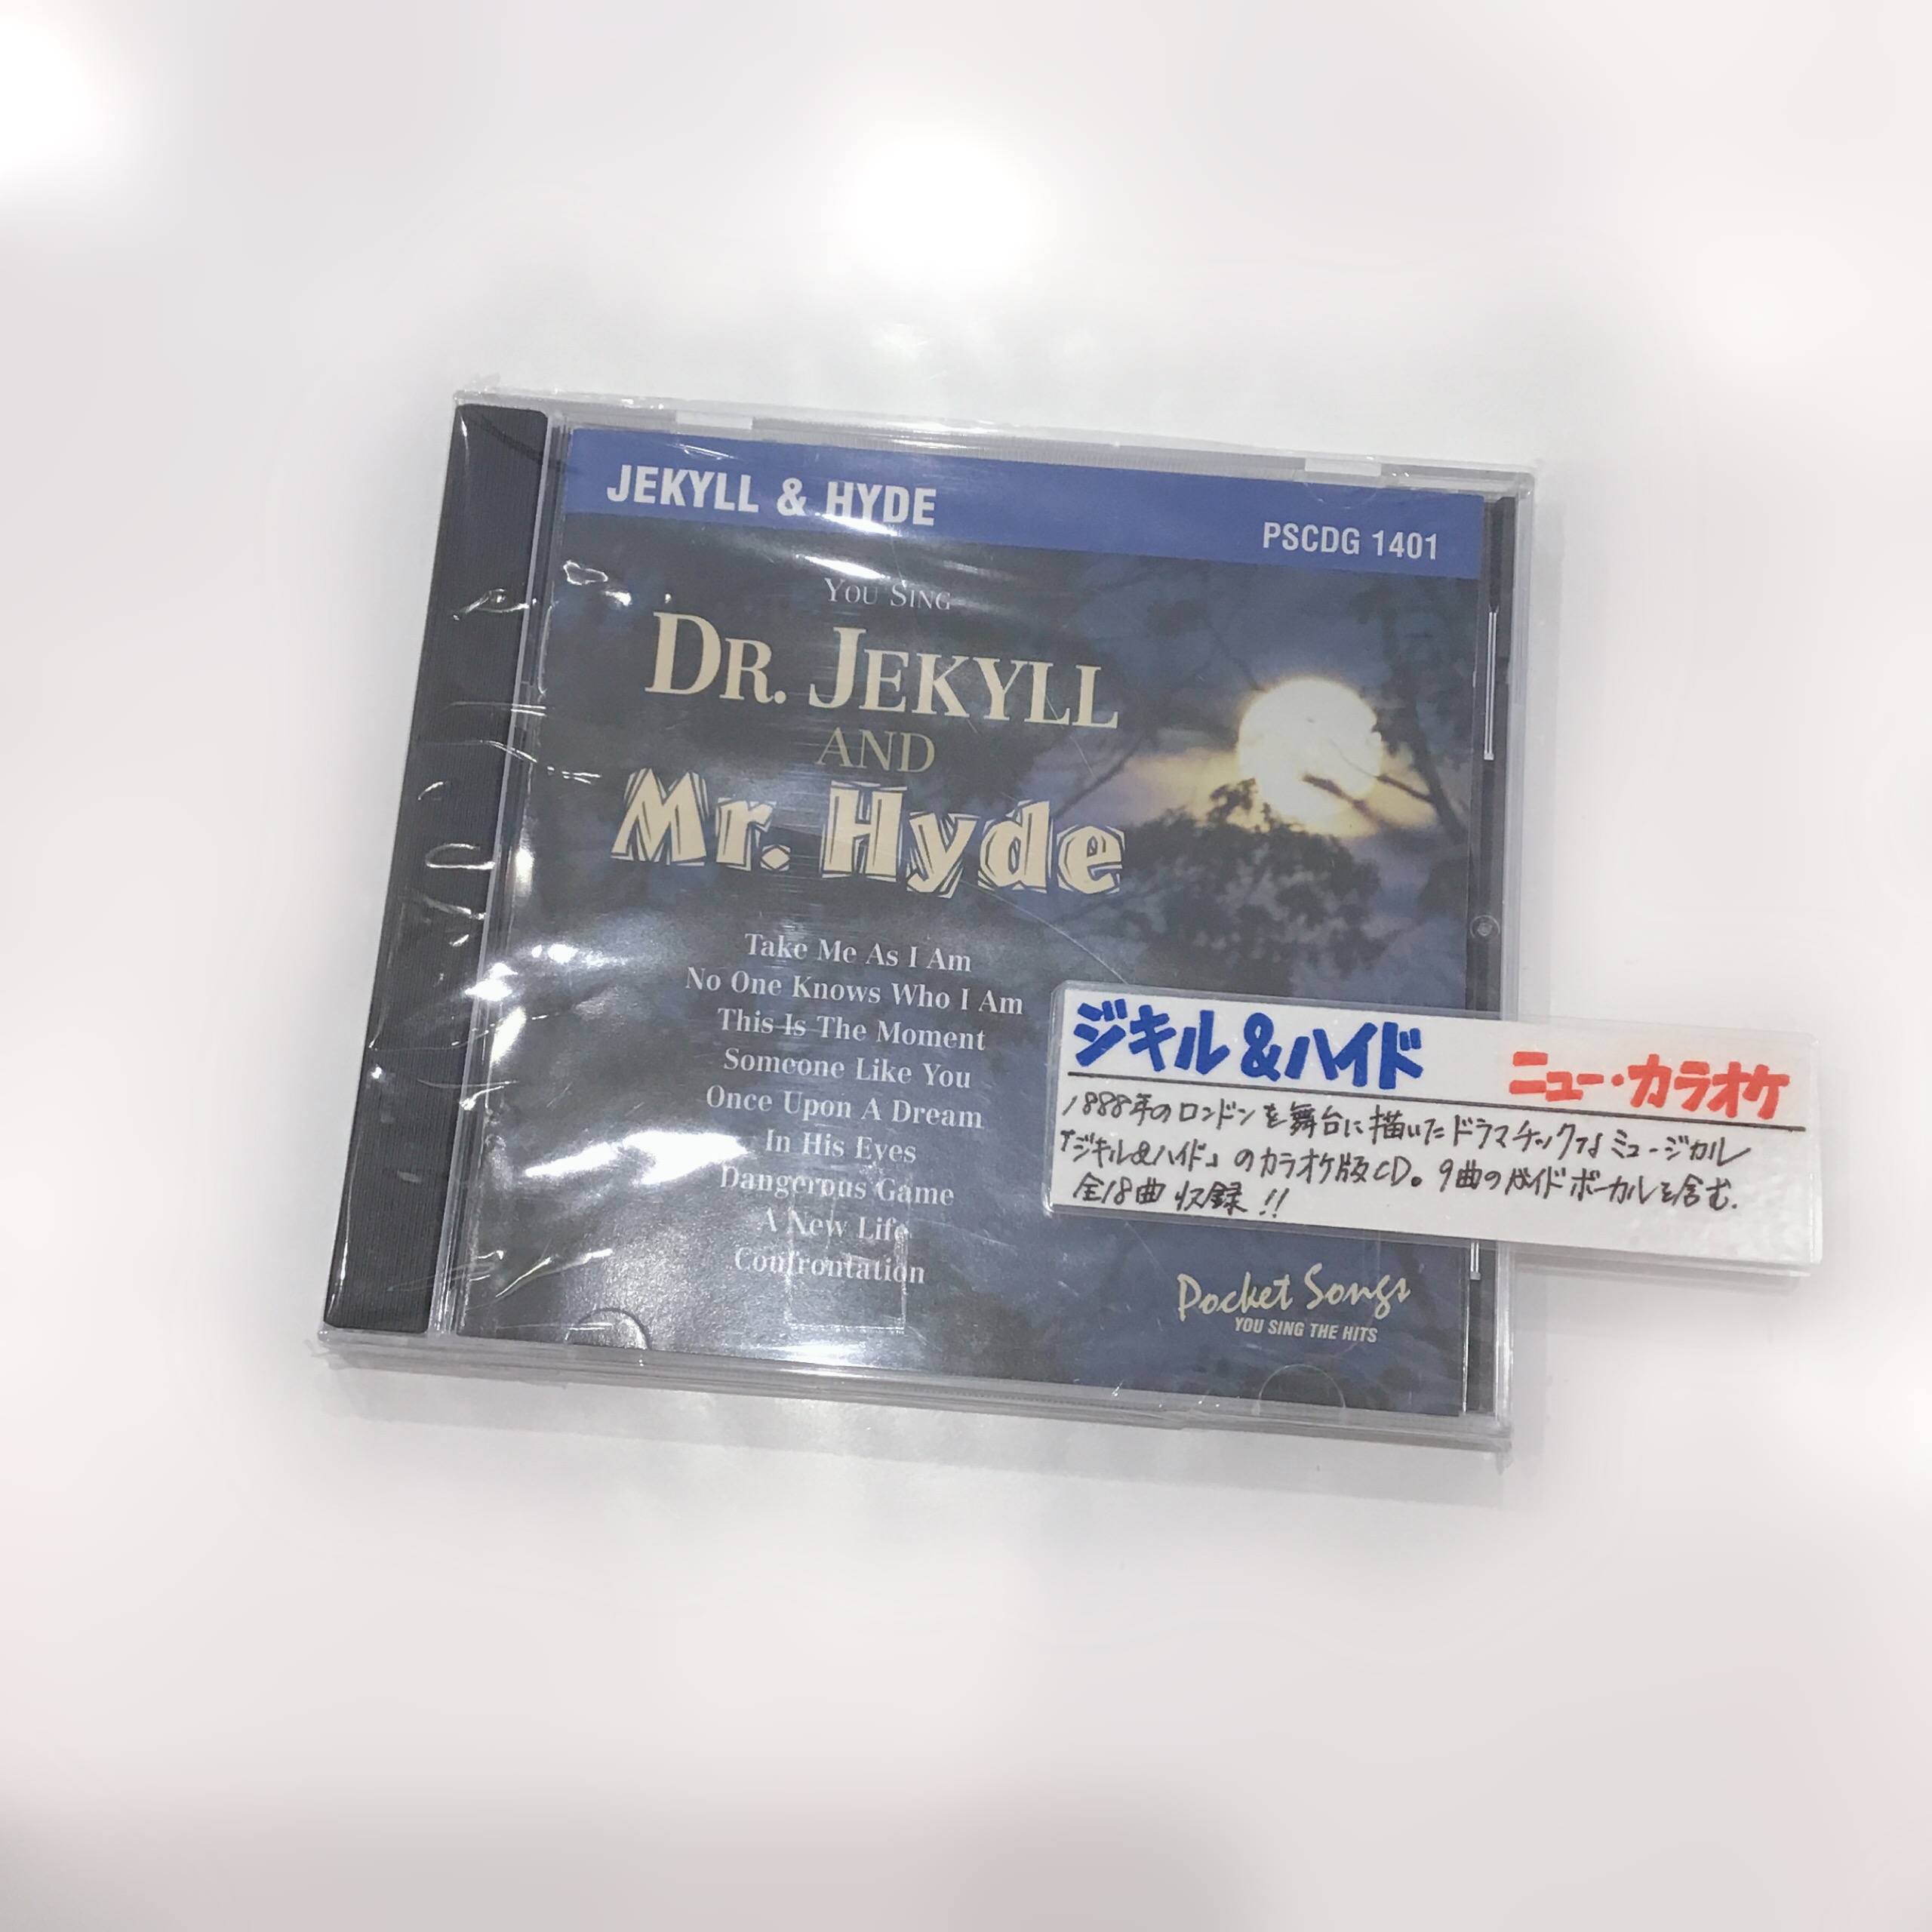 JEKYLL & HYDE
PSCDG 1401
YOU SING
DR. JEKYLL
AND
Mr. Hyde
Take Me As I Am
No One Knows Who I Am
This Is The Moment
Someone Like You
Once Upon A Dream
In His Eyes
Dangerous Game
A New Life
Confrontation
ジキル&ハイド ニュー・カラオケ
1888年のロンドンを舞台に描いたドラマチックなミュージカル
『ジキル&ハイド』のカラオケ版CD。9曲のガイドボーカルを含む.
全18曲収録!!
Pocket Songs
YOU SING THE HITS